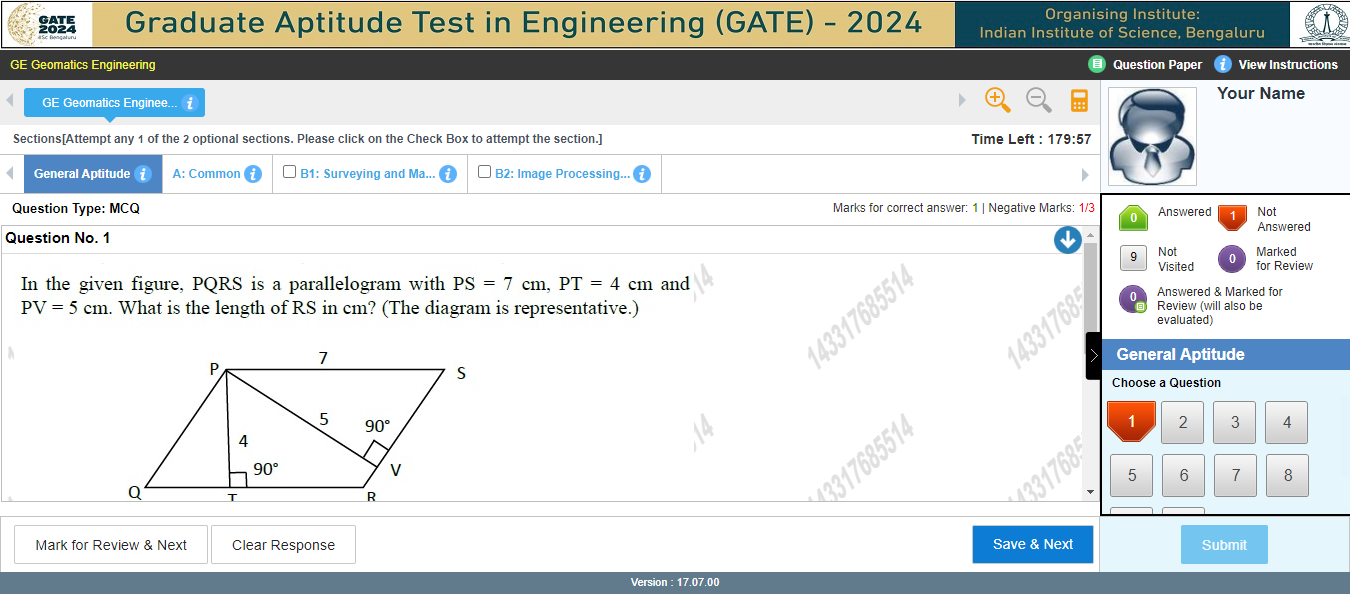 GATE
2024
IISc Bengaluru
Graduate Aptitude Test in Engineering (GATE) - 2024
Organising Institute:
Indian Institute of Science, Bengaluru
GE Geomatics Engineering
Question Paper
View Instructions
GE Geomatics Enginee...
Sections[Attempt any 1 of the 2 optional sections. Please click on the Check Box to attempt the section.]
Time Left : 179:57
Your Name
General Aptitude
A: Common
B1: Surveying and Ma...
B2: Image Processing...
Question Type: MCQ
Marks for correct answer: 1 | Negative Marks: 1/3
Question No. 1
In the given figure, PQRS is a parallelogram with PS = 7 cm, PT = 4 cm and
PV = 5 cm. What is the length of RS in cm? (The diagram is representative.)
143317685514
7
P
S
5
90°
4
90°
V
Q
T
R
143317685514
0
Answered
1
Not
Answered
9
Not
Visited
0
Marked
for Review
0
Answered & Marked for
Review (will also be
evaluated)
General Aptitude
Choose a Question
1
2
3
4
5
6
7
8
Mark for Review & Next
Clear Response
Save & Next
Submit
Version : 17.07.00